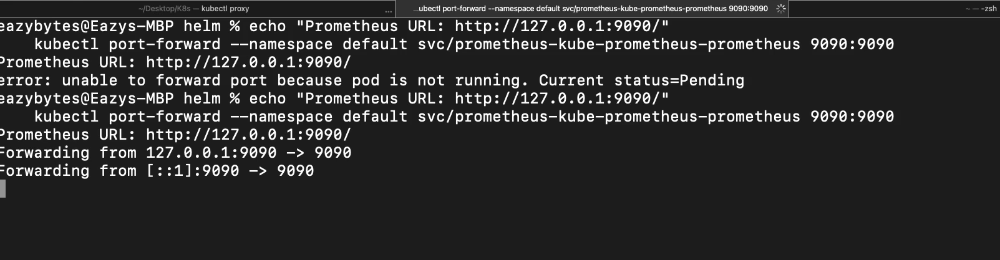 ~/Desktop/K8s — kubectl proxy ... ...ubectl port-forward --namespace default svc/prometheus-kube-prometheus-prometheus 9090:9090 ~ — -zsh
eazybytes@Eazys-MBP helm % echo "Prometheus URL: http://127.0.0.1:9090/"
    kubectl port-forward --namespace default svc/prometheus-kube-prometheus-prometheus 9090:9090
Prometheus URL: http://127.0.0.1:9090/
error: unable to forward port because pod is not running. Current status=Pending
eazybytes@Eazys-MBP helm % echo "Prometheus URL: http://127.0.0.1:9090/"
    kubectl port-forward --namespace default svc/prometheus-kube-prometheus-prometheus 9090:9090
Prometheus URL: http://127.0.0.1:9090/
Forwarding from 127.0.0.1:9090 -> 9090
Forwarding from [::1]:9090 -> 9090